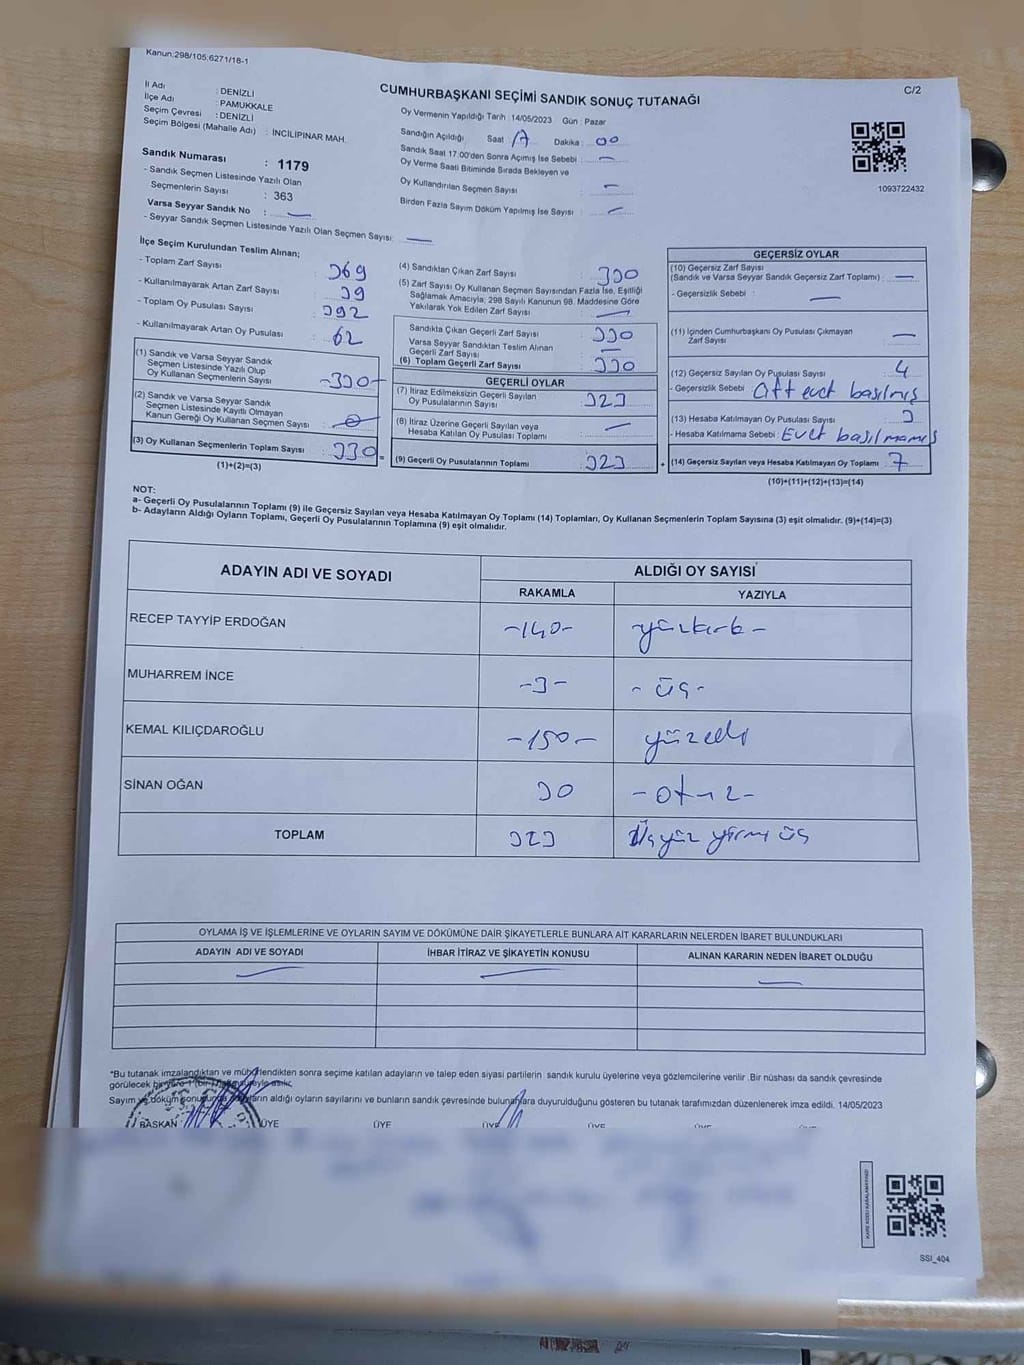 Kanun:298/105;6271/18-1
C/2
İl Adı : DENİZLİ
İlçe Adı : PAMUKKALE
Seçim Çevresi : DENİZLİ
Seçim Bölgesi (Mahalle Adı) : İNCİLİPINAR MAH.
Sandık Numarası : 1179
- Sandık Seçmen Listesinde Yazılı Olan
Seçmenlerin Sayısı : 363
Varsa Seyyar Sandık No : —
- Seyyar Sandık Seçmen Listesinde Yazılı Olan Seçmen Sayısı: —
CUMHURBAŞKANI SEÇİMİ SANDIK SONUÇ TUTANAĞI
Oy Vermenin Yapıldığı Tarih :14/05/2023 Gün : Pazar
Sandığın Açıldığı Saat Dakika : 00
Sandık Saat 17:00'den Sonra Açımış İse Sebebi : —
Oy Verme Saati Bitiminde Sırada Bekleyen ve
Oy Kullandırılan Seçmen Sayısı : —
Birden Fazla Sayım Döküm Yapılmış İse Sayısı : —
1093722432
İlçe Seçim Kurulundan Teslim Alınan;
- Toplam Zarf Sayısı : 369
- Kullanılmayarak Artan Zarf Sayısı : 39
- Toplam Oy Pusulası Sayısı : 392
- Kullanılmayarak Artan Oy Pusulası : 62
(1) Sandık ve Varsa Seyyar Sandık
Seçmen Listesinde Yazılı Olup
Oy Kullanan Seçmenlerin Sayısı : -330-
(2) Sandık ve Varsa Seyyar Sandık
Seçmen Listesinde Kayıtlı Olmayan
Kanun Gereği Oy Kullanan Seçmen Sayısı : 0
(3) Oy Kullanan Seçmenlerin Toplam Sayısı : 330 =
(1)+(2)=(3)
(4) Sandıktan Çıkan Zarf Sayısı : 330
(5) Zarf Sayısı Oy Kullanan Seçmen Sayısından Fazla İse, Eşitliği
Sağlamak Amacıyla; 298 Sayılı Kanunun 98. Maddesine Göre
Yakılarak Yok Edilen Zarf Sayısı : —
Sandıkta Çıkan Geçerli Zarf Sayısı : 330
Varsa Seyyar Sandıktan Teslim Alınan
Geçerli Zarf Sayısı : —
(6) Toplam Geçerli Zarf Sayısı : 330
GEÇERLİ OYLAR
(7) İtiraz Edilmeksizin Geçerli Sayılan
Oy Pusulalarının Sayısı : 323
(8) İtiraz Üzerine Geçerli Sayılan veya
Hesaba Katılan Oy Pusulası Toplamı : —
(9) Geçerli Oy Pusulalarının Toplamı : 323 +
GEÇERSİZ OYLAR
(10) Geçersiz Zarf Sayısı
(Sandık ve Varsa Seyyar Sandık Geçersiz Zarf Toplamı) : —
- Geçersizlik Sebebi : —
(11) İçinden Cumhurbaşkanı Oy Pusulası Çıkmayan
Zarf Sayısı : —
(12) Geçersiz Sayılan Oy Pusulası Sayısı : 4
- Geçersizlik Sebebi : evet basılmış
(13) Hesaba Katılmayan Oy Pusulası Sayısı : 3
- Hesaba Katılmama Sebebi : Evet basılmamış
(14) Geçersiz Sayılan veya Hesaba Katılmayan Oy Toplamı : 7
(10)+(11)+(12)+(13)=(14)
NOT:
a- Geçerli Oy Pusulalarının Toplamı (9) ile Geçersiz Sayılan veya Hesaba Katılmayan Oy Toplamı (14) Toplamları, Oy Kullanan Seçmenlerin Toplam Sayısına (3) eşit olmalıdır. (9)+(14)=(3)
b- Adayların Aldığı Oyların Toplamı, Geçerli Oy Pusulalarının Toplamına (9) eşit olmalıdır.
ADAYIN ADI VE SOYADI ALDIĞI OY SAYISI
RAKAMLA YAZIYLA
RECEP TAYYİP ERDOĞAN -140- -yüzkırk-
MUHARREM İNCE -3- -üç-
KEMAL KILIÇDAROĞLU -150- yüzelli
SİNAN OĞAN 30 -otuz-
TOPLAM 323 Üçyüz yirmi üç
OYLAMA İŞ VE İŞLEMLERİNE VE OYLARIN SAYIM VE DÖKÜMÜNE DAİR ŞİKAYETLERLE BUNLARA AİT KARARLARIN NELERDEN İBARET BULUNDUKLARI
ADAYIN ADI VE SOYADI İHBAR İTİRAZ VE ŞİKAYETİN KONUSU ALINAN KARARIN NEDEN İBARET OLDUĞU
— — —
*Bu tutanak imzalandıktan ve mühürlendikten sonra seçime katılan adayların ve talep eden siyasi partilerin sandık kurulu üyelerine veya gözlemcilerine verilir .Bir nüshası da sandık çevresinde
görülecek bir yere 1 (bir) hafta süreyle asılır.
Sayım ve döküm sonucunda adayların aldığı oyların sayılarını ve bunların sandık çevresinde bulunanlara duyurulduğunu gösteren bu tutanak tarafımızdan düzenlenerek imza edildi. 14/05/2023
BAŞKAN ÜYE ÜYE ÜYE ÜYE
SSI_404